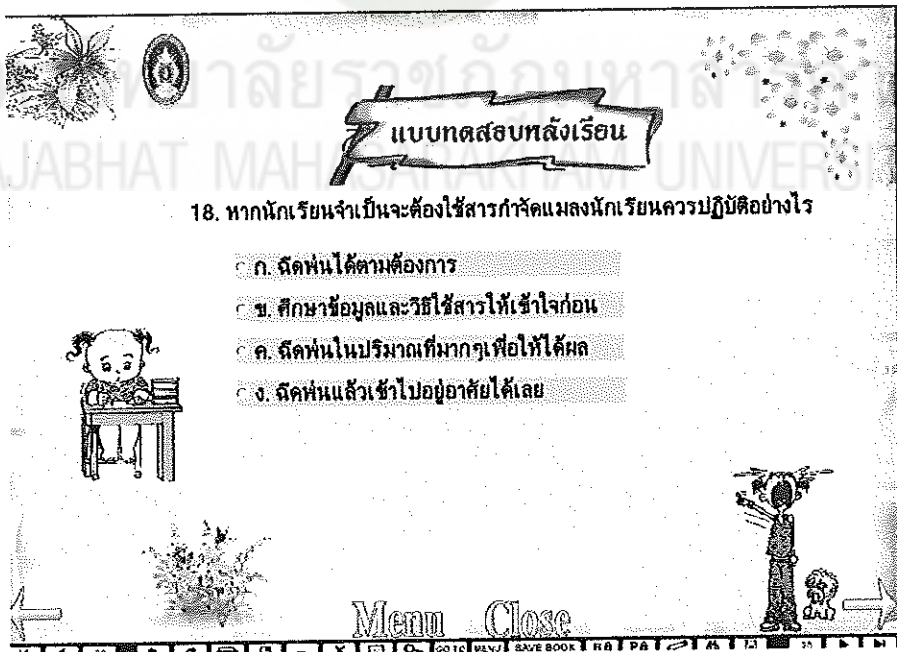 แบบทดสอบหลังเรียน
18. หากนักเรียนจำเป็นจะต้องใช้สารกำจัดแมลงนักเรียนควรปฏิบัติอย่างไร
ก. ฉีดพ่นได้ตามต้องการ
ข. ศึกษาข้อมูลและวิธีใช้สารให้เข้าใจก่อน
ค. ฉีดพ่นในปริมาณที่มากๆเพื่อให้ได้ผล
ง. ฉีดพ่นแล้วเข้าไปอยู่อาศัยได้เลย
Menu Close
SAVE BOOK